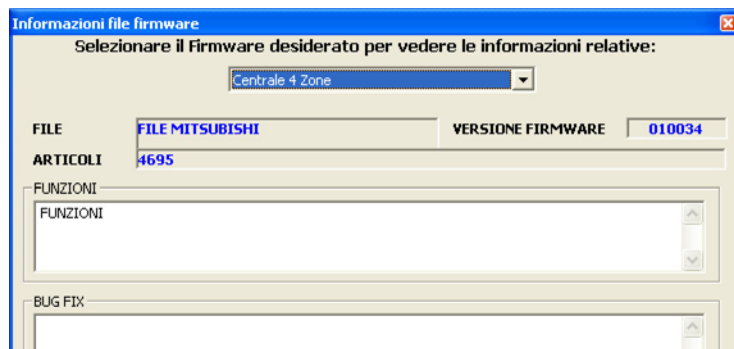 Informazioni file firmware
Selezionare il Firmware desiderato per vedere le informazioni relative:
Centrale 4 Zone
FILE FILE MITSUBISHI VERSIONE FIRMWARE 010034
ARTICOLI 4695
FUNZIONI
FUNZIONI
BUG FIX